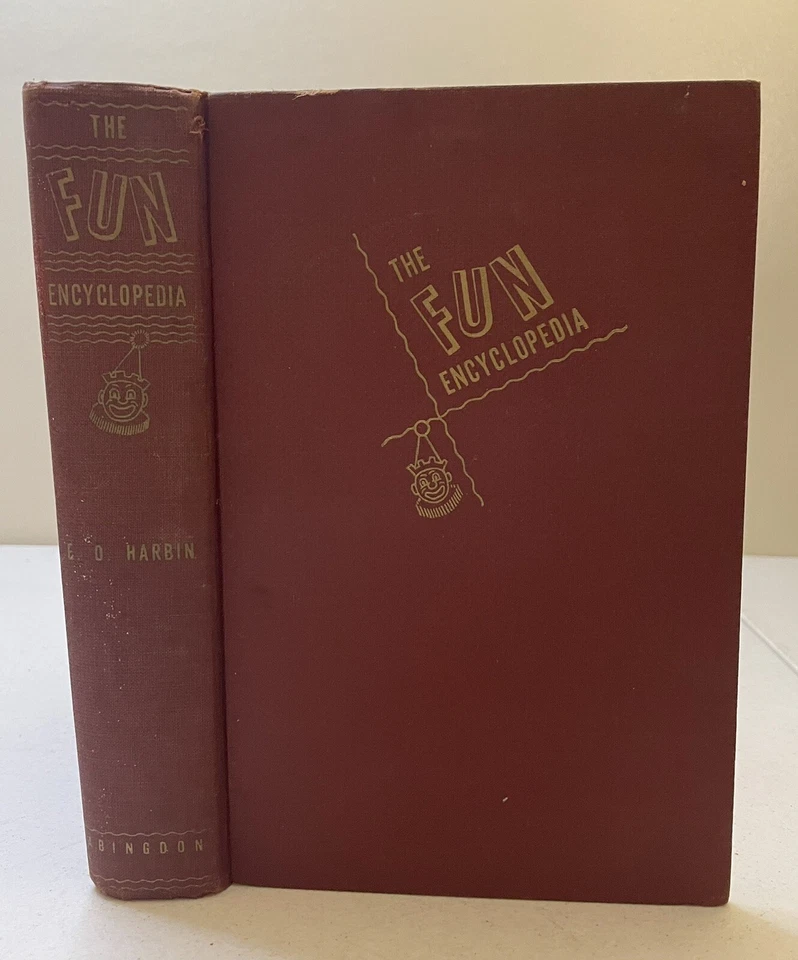 THE
FUN
ENCYCLOPEDIA
E. O. HARBIN
ABINGDON
THE
FUN
ENCYCLOPEDIA